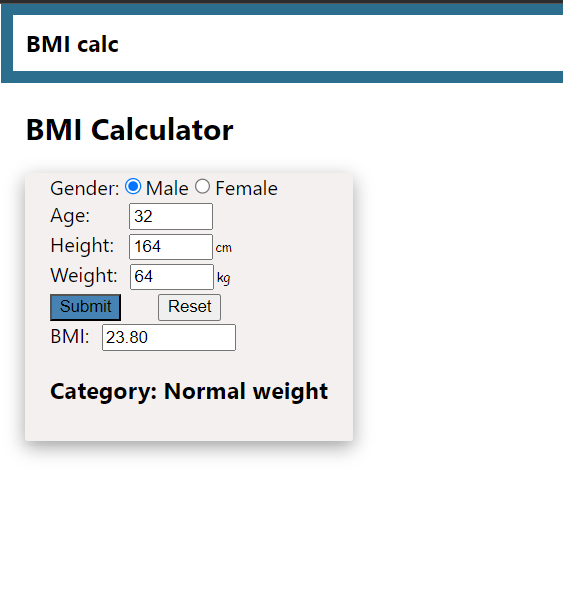 BMI calc
BMI Calculator
Gender: Male Female
Age: 32
Height: 164 cm
Weight: 64 kg
Submit Reset
BMI: 23.80
Category: Normal weight